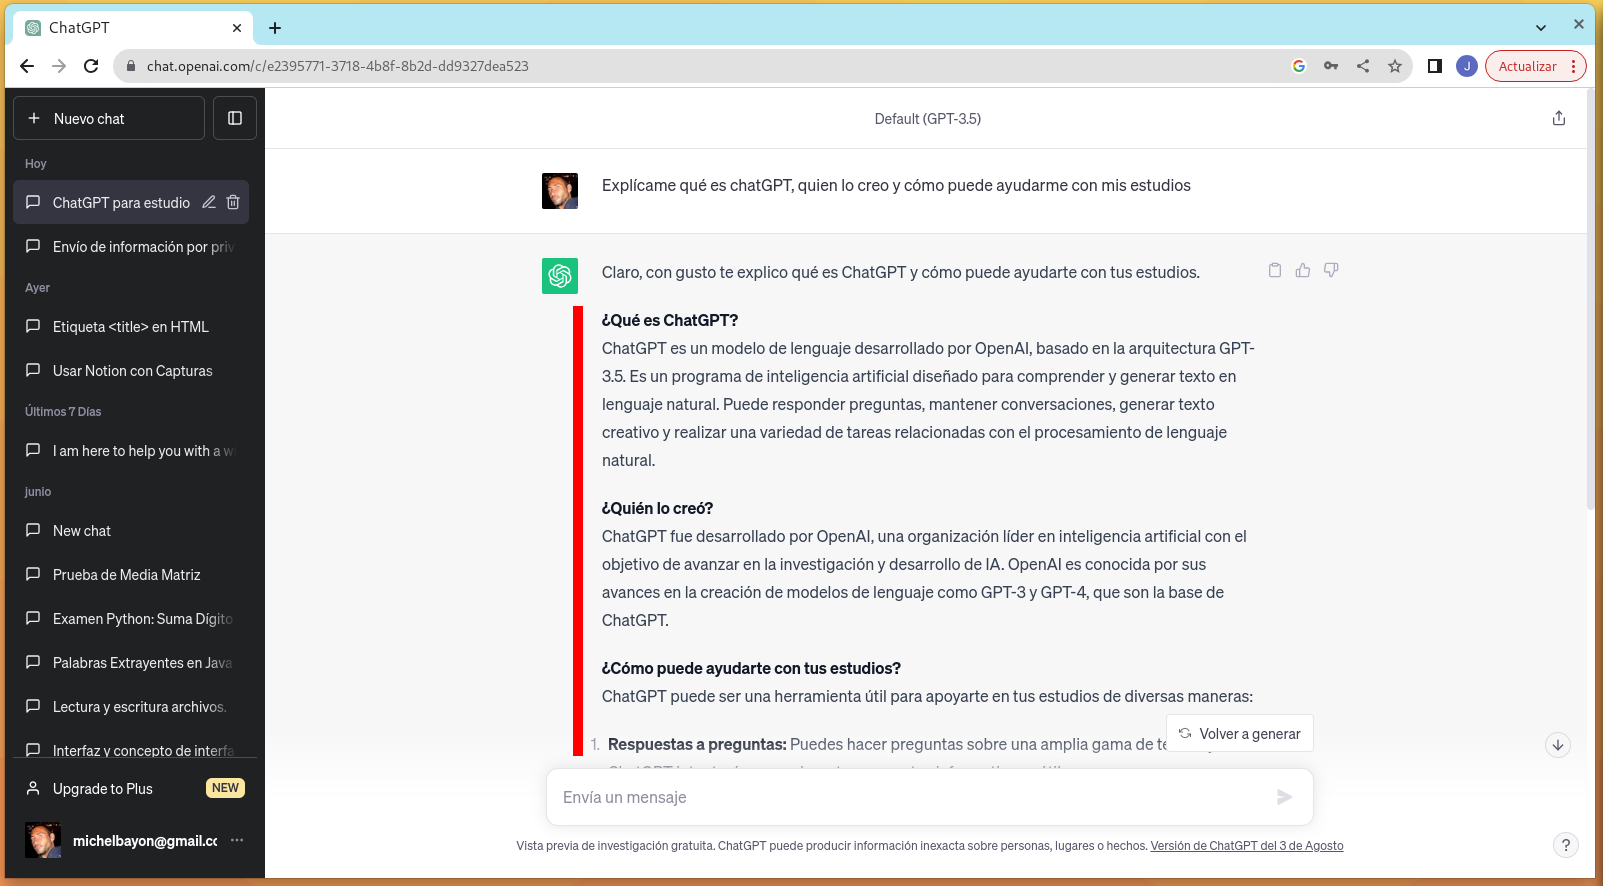 ChatGPT
chat.openai.com/c/e2395771-3718-4b8f-8b2d-dd9327dea523
J
Actualizar
Nuevo chat
Hoy
ChatGPT para estudio
Envío de información por priv
Ayer
Etiqueta <title> en HTML
Usar Notion con Capturas
Últimos 7 Días
I am here to help you with a w
junio
New chat
Prueba de Media Matriz
Examen Python: Suma Dígito
Palabras Extrayentes en Java
Lectura y escritura archivos.
Interfaz y concepto de interfa
Upgrade to Plus
NEW
michelbayon@gmail.cc
Default (GPT-3.5)
Explícame qué es chatGPT, quien lo creo y cómo puede ayudarme con mis estudios
Claro, con gusto te explico qué es ChatGPT y cómo puede ayudarte con tus estudios.
¿Qué es ChatGPT?
ChatGPT es un modelo de lenguaje desarrollado por OpenAI, basado en la arquitectura GPT-
3.5. Es un programa de inteligencia artificial diseñado para comprender y generar texto en
lenguaje natural. Puede responder preguntas, mantener conversaciones, generar texto
creativo y realizar una variedad de tareas relacionadas con el procesamiento de lenguaje
natural.
¿Quién lo creó?
ChatGPT fue desarrollado por OpenAI, una organización líder en inteligencia artificial con el
objetivo de avanzar en la investigación y desarrollo de IA. OpenAI es conocida por sus
avances en la creación de modelos de lenguaje como GPT-3 y GPT-4, que son la base de
ChatGPT.
¿Cómo puede ayudarte con tus estudios?
ChatGPT puede ser una herramienta útil para apoyarte en tus estudios de diversas maneras:
1. Respuestas a preguntas: Puedes hacer preguntas sobre una amplia gama de te
Volver a generar
Envía un mensaje
Vista previa de investigación gratuita. ChatGPT puede producir información inexacta sobre personas, lugares o hechos. Versión de ChatGPT del 3 de Agosto
?